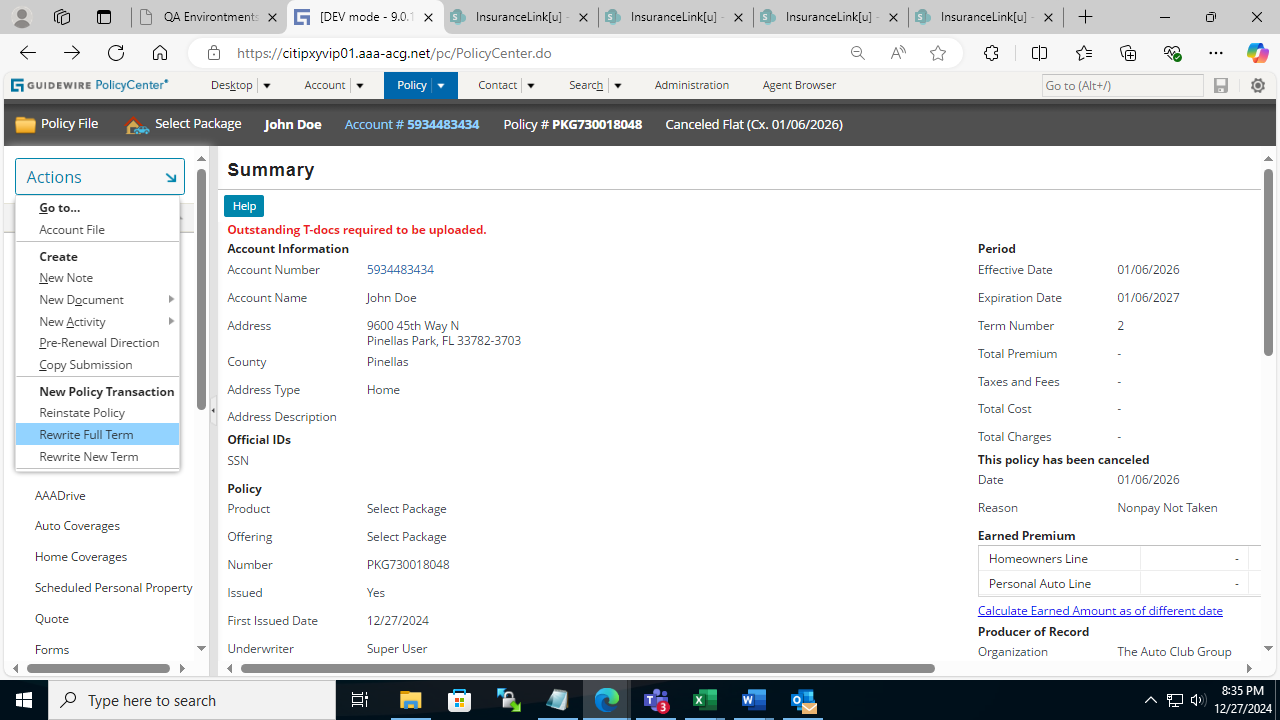 QA Environtments
[DEV mode - 9.0.1
InsuranceLink[u] -
InsuranceLink[u] -
InsuranceLink[u] -
InsuranceLink[u] -
https://citipxyvip01.aaa-acg.net/pc/PolicyCenter.do
GUIDEWIRE PolicyCenter®
Desktop
Account
Policy
Contact
Search
Administration
Agent Browser
Go to (Alt+/)
Policy File
Select Package
John Doe
Account # 5934483434
Policy # PKG730018048
Canceled Flat (Cx. 01/06/2026)
Actions
Go to...
Account File
Create
New Note
New Document
New Activity
Pre-Renewal Direction
Copy Submission
New Policy Transaction
Reinstate Policy
Rewrite Full Term
Rewrite New Term
AAADrive
Auto Coverages
Home Coverages
Scheduled Personal Property
Quote
Forms
Summary
Help
Outstanding T-docs required to be uploaded.
Account Information
Account Number 5934483434
Account Name John Doe
Address 9600 45th Way N
Pinellas Park, FL 33782-3703
County Pinellas
Address Type Home
Address Description
Official IDs
SSN
Policy
Product Select Package
Offering Select Package
Number PKG730018048
Issued Yes
First Issued Date 12/27/2024
Underwriter Super User
Period
Effective Date 01/06/2026
Expiration Date 01/06/2027
Term Number 2
Total Premium -
Taxes and Fees -
Total Cost -
Total Charges -
This policy has been canceled
Date 01/06/2026
Reason Nonpay Not Taken
Earned Premium
Homeowners Line -
Personal Auto Line -
Calculate Earned Amount as of different date
Producer of Record
Organization The Auto Club Group
Type here to search
3
8:35 PM
12/27/2024